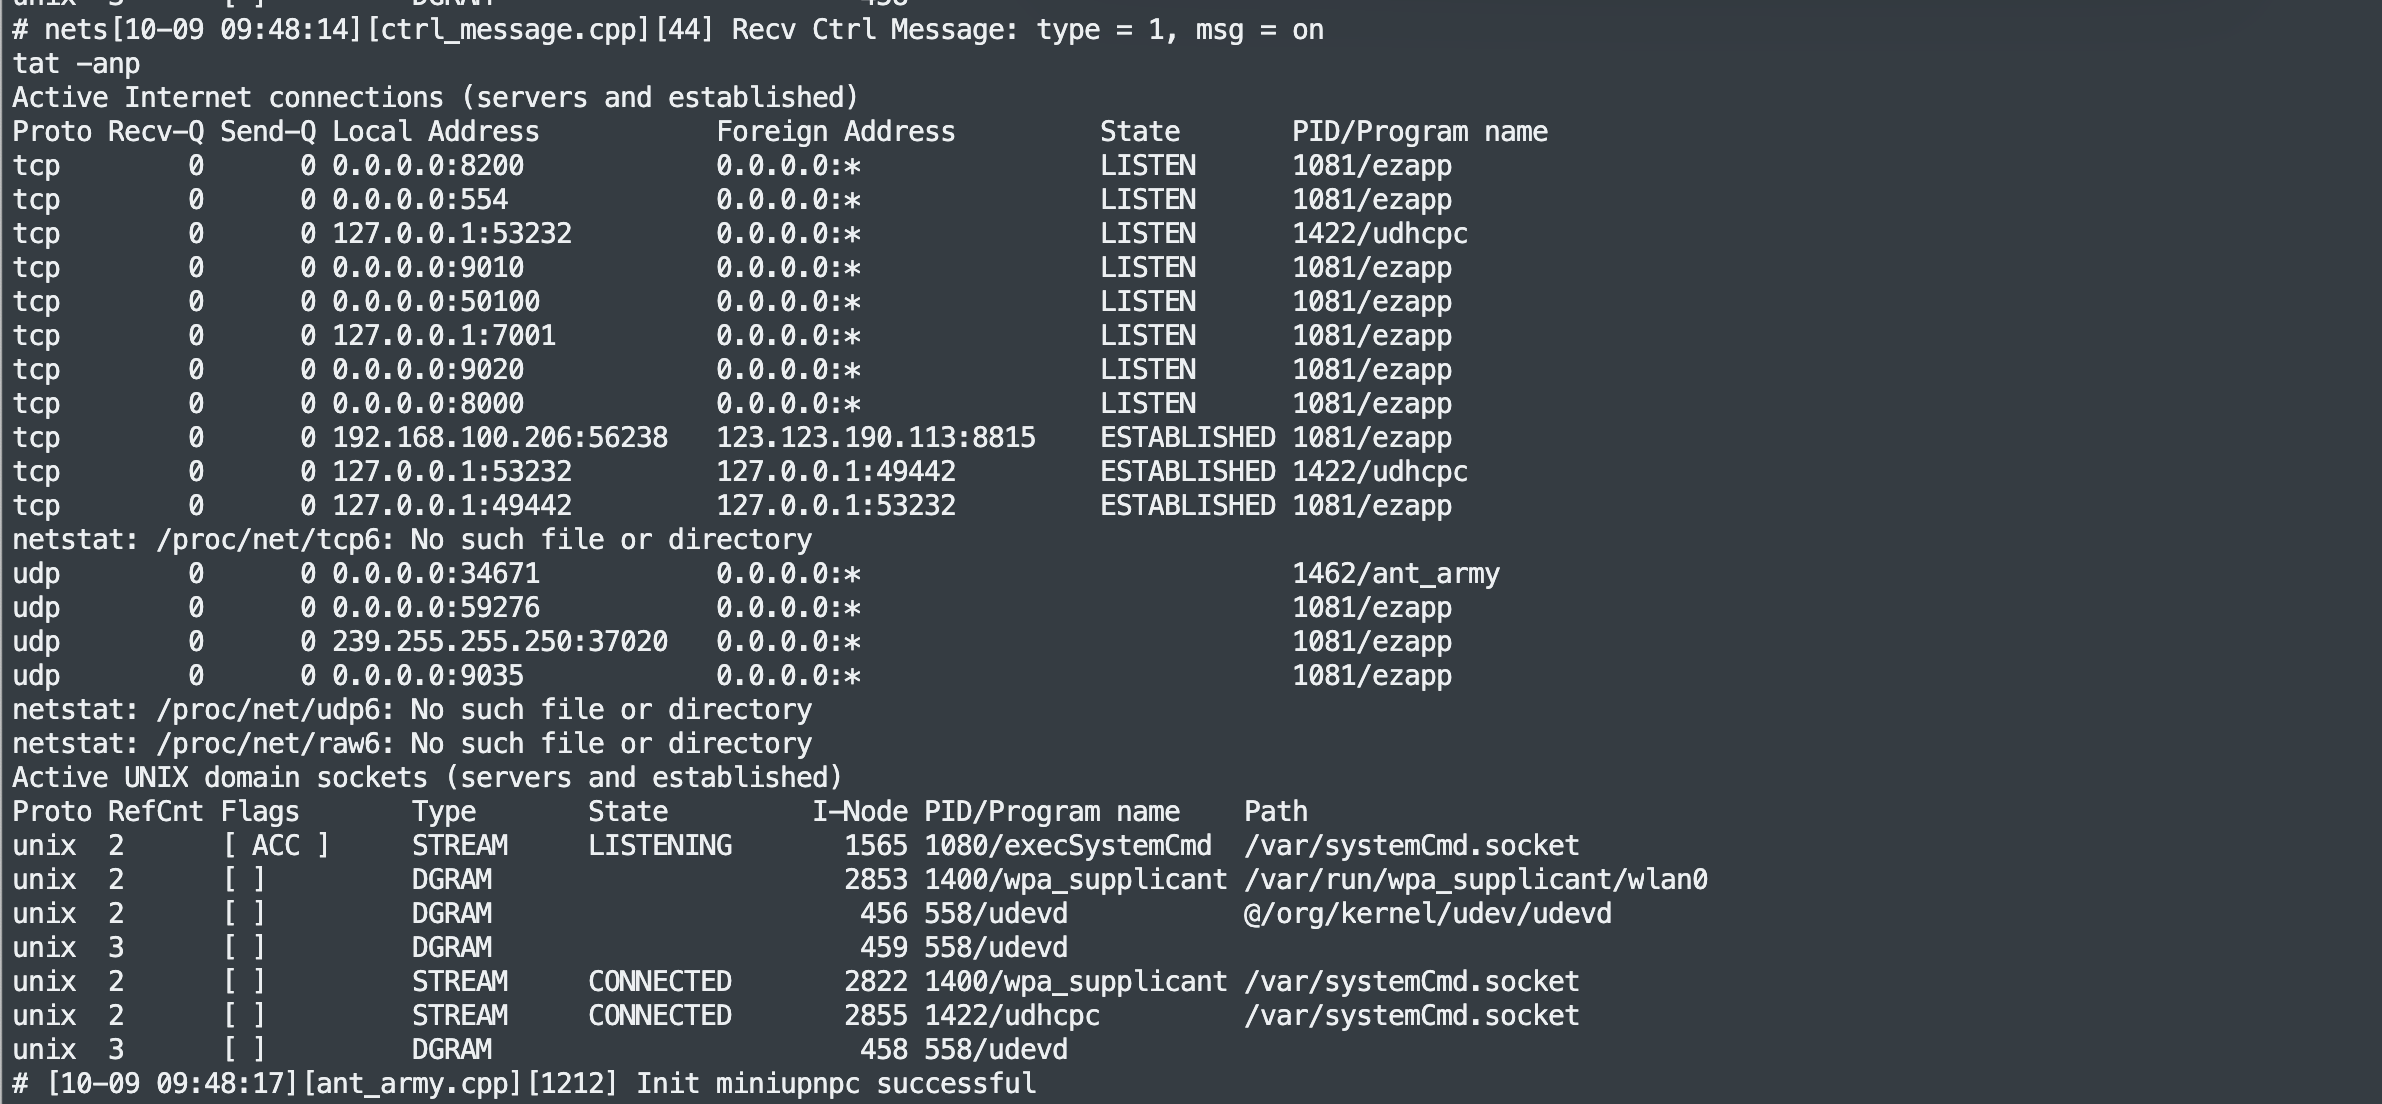 # nets[10-09 09:48:14][ctrl_message.cpp][44] Recv Ctrl Message: type = 1, msg = on
tat -anp
Active Internet connections (servers and established)
Proto Recv-Q Send-Q Local Address           Foreign Address         State       PID/Program name
tcp        0      0 0.0.0.0:8200            0.0.0.0:*               LISTEN      1081/ezapp
tcp        0      0 0.0.0.0:554             0.0.0.0:*               LISTEN      1081/ezapp
tcp        0      0 127.0.0.1:53232         0.0.0.0:*               LISTEN      1422/udhcpc
tcp        0      0 0.0.0.0:9010            0.0.0.0:*               LISTEN      1081/ezapp
tcp        0      0 0.0.0.0:50100           0.0.0.0:*               LISTEN      1081/ezapp
tcp        0      0 127.0.0.1:7001          0.0.0.0:*               LISTEN      1081/ezapp
tcp        0      0 0.0.0.0:9020            0.0.0.0:*               LISTEN      1081/ezapp
tcp        0      0 0.0.0.0:8000            0.0.0.0:*               LISTEN      1081/ezapp
tcp        0      0 192.168.100.206:56238   123.123.190.113:8815    ESTABLISHED 1081/ezapp
tcp        0      0 127.0.0.1:53232         127.0.0.1:49442         ESTABLISHED 1422/udhcpc
tcp        0      0 127.0.0.1:49442         127.0.0.1:53232         ESTABLISHED 1081/ezapp
netstat: /proc/net/tcp6: No such file or directory
udp        0      0 0.0.0.0:34671           0.0.0.0:*                           1462/ant_army
udp        0      0 0.0.0.0:59276           0.0.0.0:*                           1081/ezapp
udp        0      0 239.255.255.250:37020   0.0.0.0:*                           1081/ezapp
udp        0      0 0.0.0.0:9035            0.0.0.0:*                           1081/ezapp
netstat: /proc/net/udp6: No such file or directory
netstat: /proc/net/raw6: No such file or directory
Active UNIX domain sockets (servers and established)
Proto RefCnt Flags       Type       State         I-Node PID/Program name    Path
unix  2      [ ACC ]     STREAM     LISTENING       1565 1080/execSystemCmd  /var/systemCmd.socket
unix  2      [ ]         DGRAM                      2853 1400/wpa_supplicant /var/run/wpa_supplicant/wlan0
unix  2      [ ]         DGRAM                       456 558/udevd           @/org/kernel/udev/udevd
unix  3      [ ]         DGRAM                       459 558/udevd
unix  2      [ ]         STREAM     CONNECTED       2822 1400/wpa_supplicant /var/systemCmd.socket
unix  2      [ ]         STREAM     CONNECTED       2855 1422/udhcpc         /var/systemCmd.socket
unix  3      [ ]         DGRAM                       458 558/udevd
# [10-09 09:48:17][ant_army.cpp][1212] Init miniupnpc successful